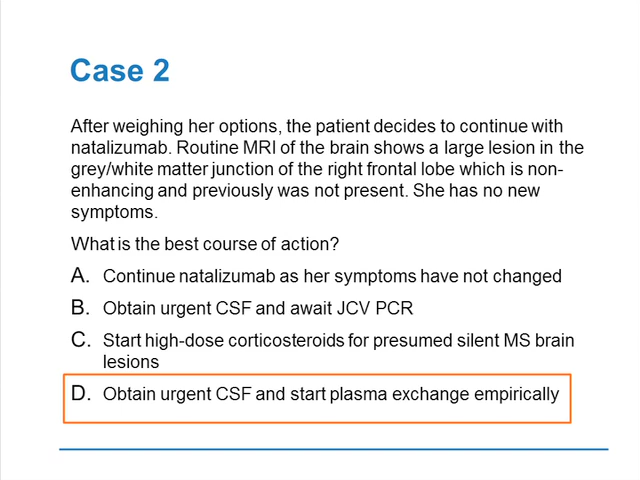 Case 2
After weighing her options, the patient decides to continue with
natalizumab. Routine MRI of the brain shows a large lesion in the
grey/white matter junction of the right frontal lobe which is non-
enhancing and previously was not present. She has no new
symptoms.
What is the best course of action?
A. Continue natalizumab as her symptoms have not changed
B. Obtain urgent CSF and await JCV PCR
C. Start high-dose corticosteroids for presumed silent MS brain
lesions
D. Obtain urgent CSF and start plasma exchange empirically